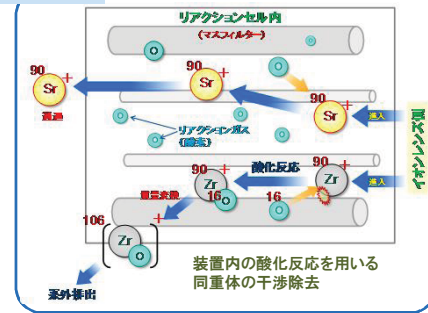 リアクションセル内
(マスフィルター)
O
O
90
+
Sr
90
+
Sr
90
+
Sr
通過
進入
イオンレンズ側
O
O
O
リアクションガス
(酸素)
O
酸化反応
90
+
Zr
16
O
90
+
Zr
16
O
進入
質量変換
106
+
Zr
O
系外排出
装置内の酸化反応を用いる
同重体の干渉除去